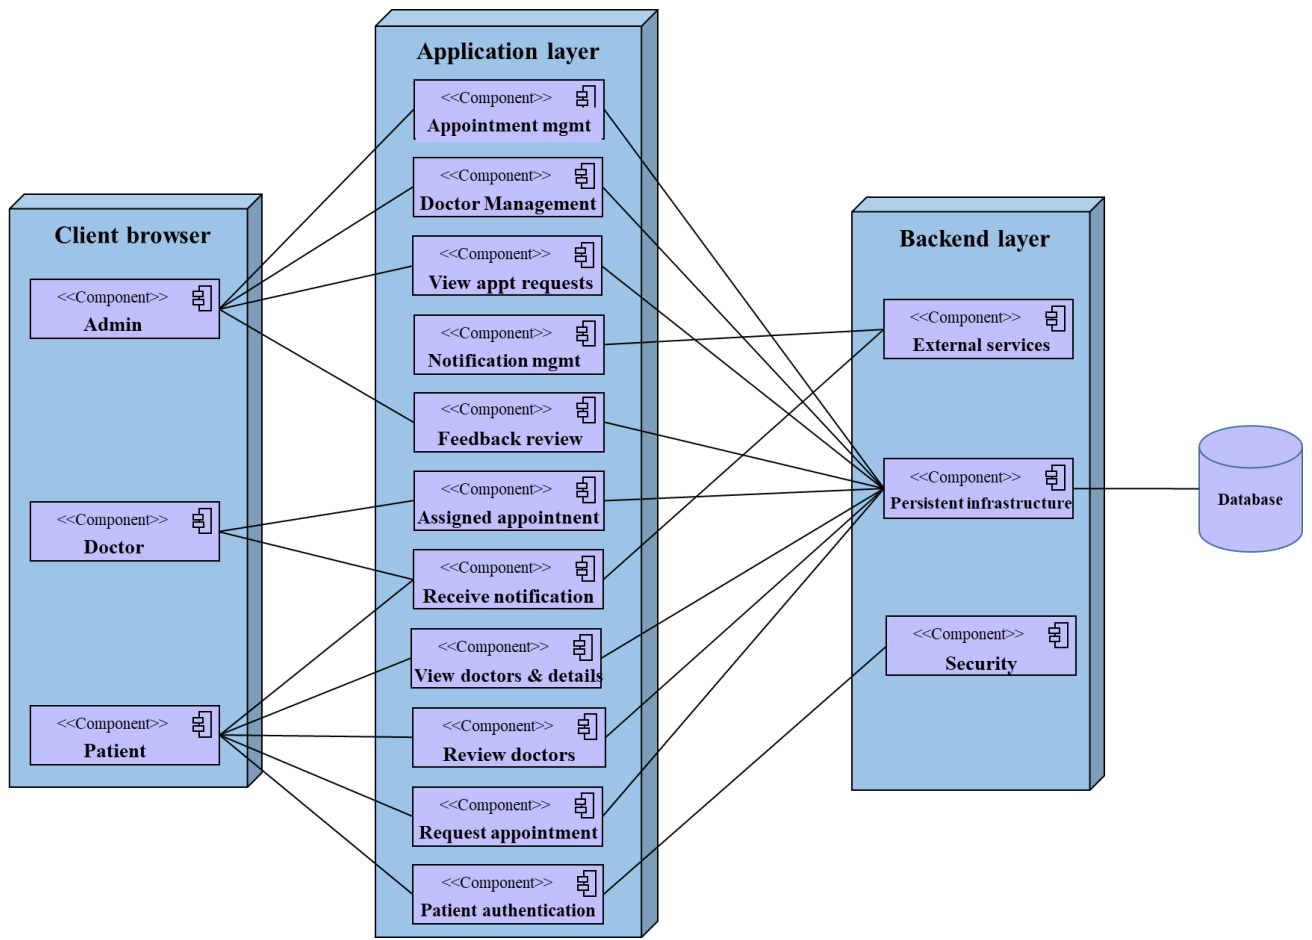 Client browser
<<Component>>
Admin
<<Component>>
Doctor
<<Component>>
Patient
Application layer
<<Component>>
Appointment mgmt
<<Component>>
Doctor Management
<<Component>>
View appt requests
<<Component>>
Notification mgmt
<<Component>>
Feedback review
<<Component>>
Assigned appointnent
<<Component>>
Receive notification
<<Component>>
View doctors & details
<<Component>>
Review doctors
<<Component>>
Request appointment
<<Component>>
Patient authentication
Backend layer
<<Component>>
External services
<<Component>>
Persistent infrastructure
<<Component>>
Security
Database